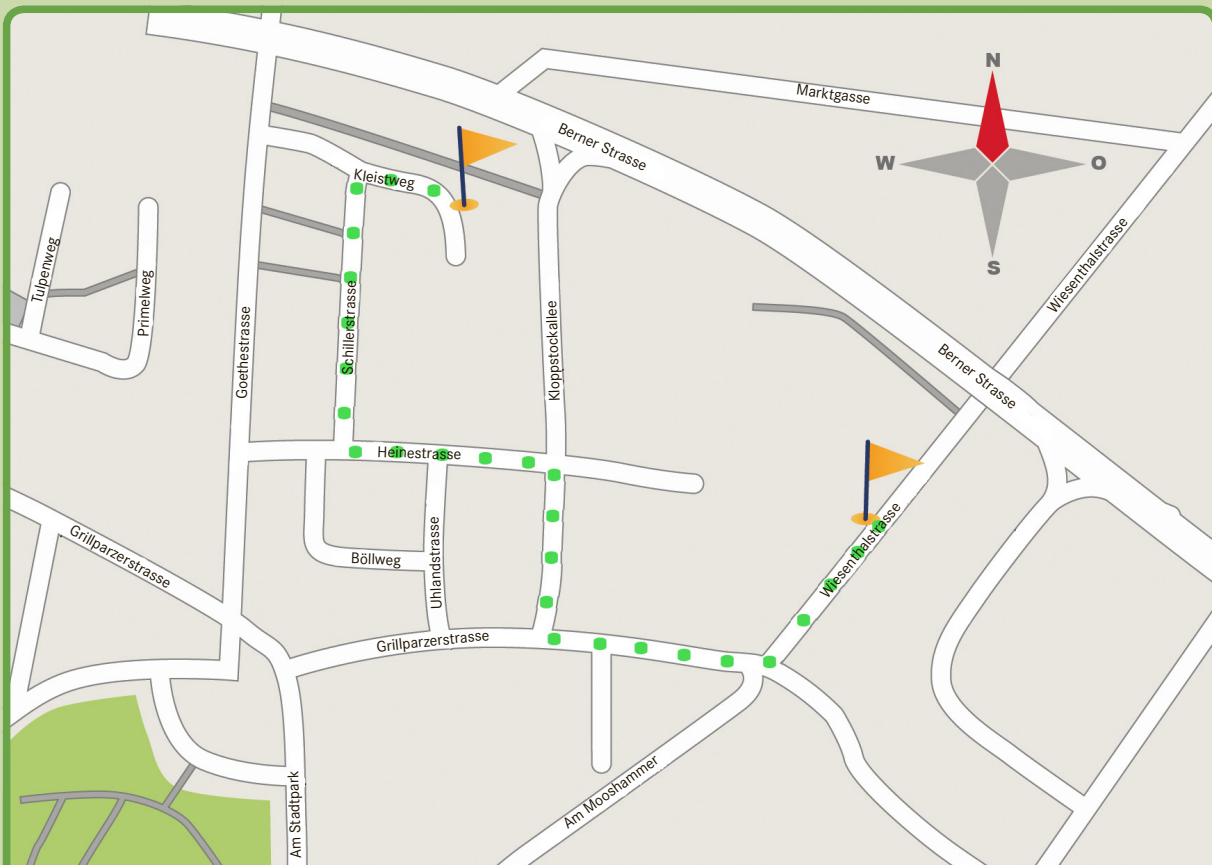 N
W
O
S
Marktgasse
Berner Strasse
Kleistweg
Wiesenthalstrasse
Tulpenweg
Primelweg
Goethestrasse
Schillerstrasse
Kloppstockallee
Berner Strasse
Heinestrasse
Wiesenthalstrasse
Grillparzerstrasse
Böllweg
Uhlandstrasse
Grillparzerstrasse
Am Mooshammer
Am Stadtpark